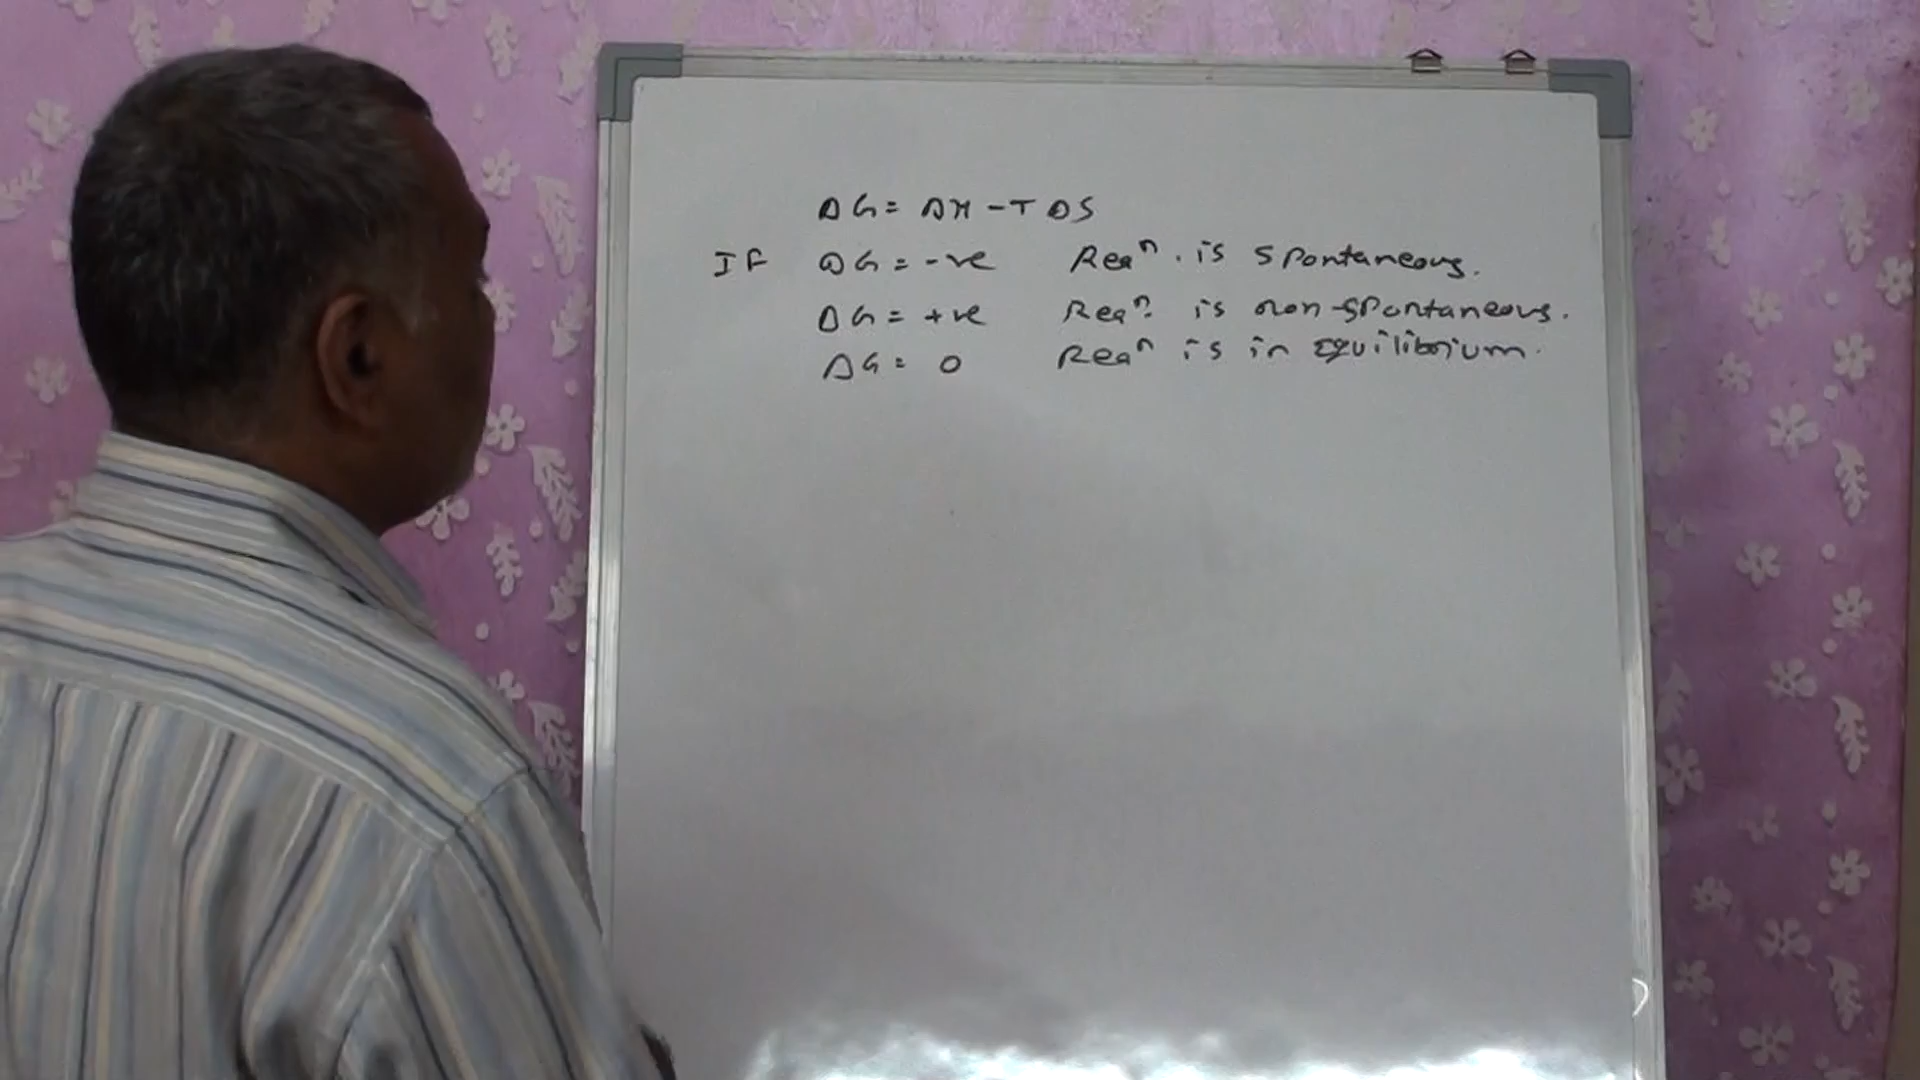 ΔG = ΔH - TΔS
IF ΔG = -ve Reaⁿ. is spontaneous.
ΔG = +ve Reaⁿ. is non-spontaneous.
ΔG = 0 Reaⁿ is in Equilibrium.